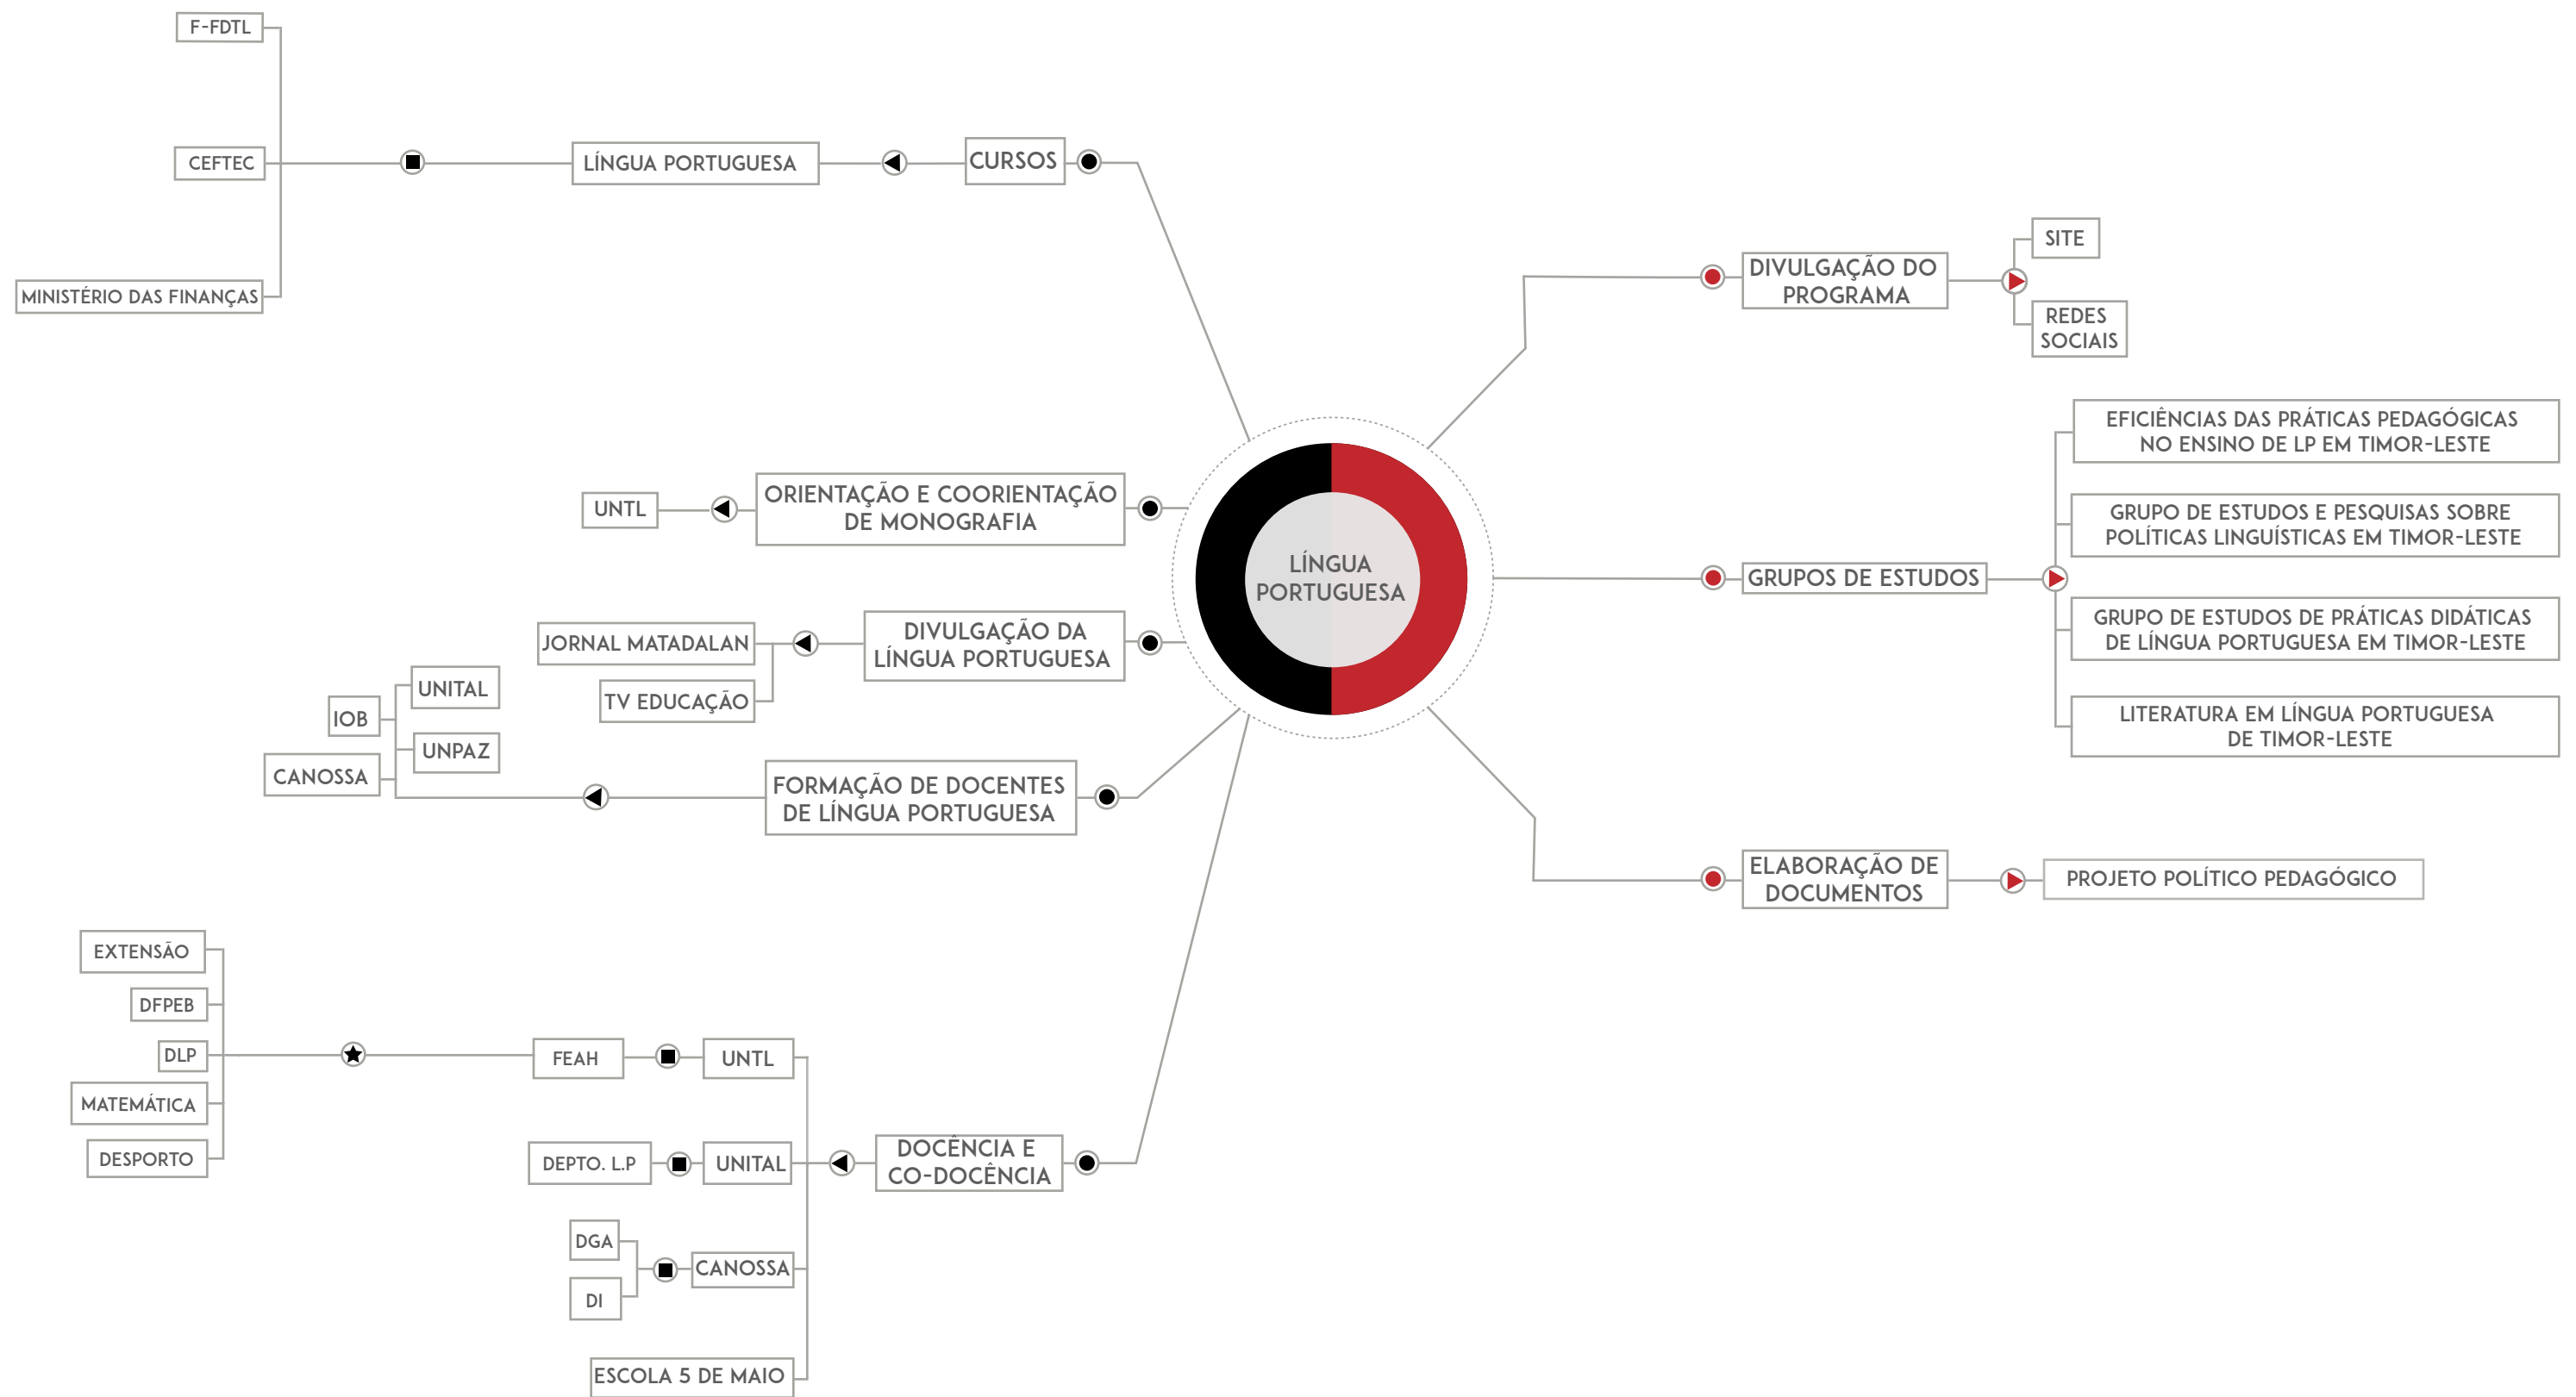 F-FDTL
CEFTEC
MINISTÉRIO DAS FINANÇAS
LÍNGUA PORTUGUESA
CURSOS
UNTL
ORIENTAÇÃO E COORIENTAÇÃO
DE MONOGRAFIA
JORNAL MATADALAN
TV EDUCAÇÃO
DIVULGAÇÃO DA
LÍNGUA PORTUGUESA
UNITAL
IOB
UNPAZ
CANOSSA
FORMAÇÃO DE DOCENTES
DE LÍNGUA PORTUGUESA
EXTENSÃO
DFPEB
DLP
MATEMÁTICA
DESPORTO
FEAH
UNTL
DEPTO. L.P
UNITAL
DGA
DI
CANOSSA
ESCOLA 5 DE MAIO
DOCÊNCIA E
CO-DOCÊNCIA
LÍNGUA
PORTUGUESA
DIVULGAÇÃO DO
PROGRAMA
SITE
REDES
SOCIAIS
GRUPOS DE ESTUDOS
EFICIÊNCIAS DAS PRÁTICAS PEDAGÓGICAS
NO ENSINO DE LP EM TIMOR-LESTE
GRUPO DE ESTUDOS E PESQUISAS SOBRE
POLÍTICAS LINGUÍSTICAS EM TIMOR-LESTE
GRUPO DE ESTUDOS DE PRÁTICAS DIDÁTICAS
DE LÍNGUA PORTUGUESA EM TIMOR-LESTE
LITERATURA EM LÍNGUA PORTUGUESA
DE TIMOR-LESTE
ELABORAÇÃO DE
DOCUMENTOS
PROJETO POLÍTICO PEDAGÓGICO